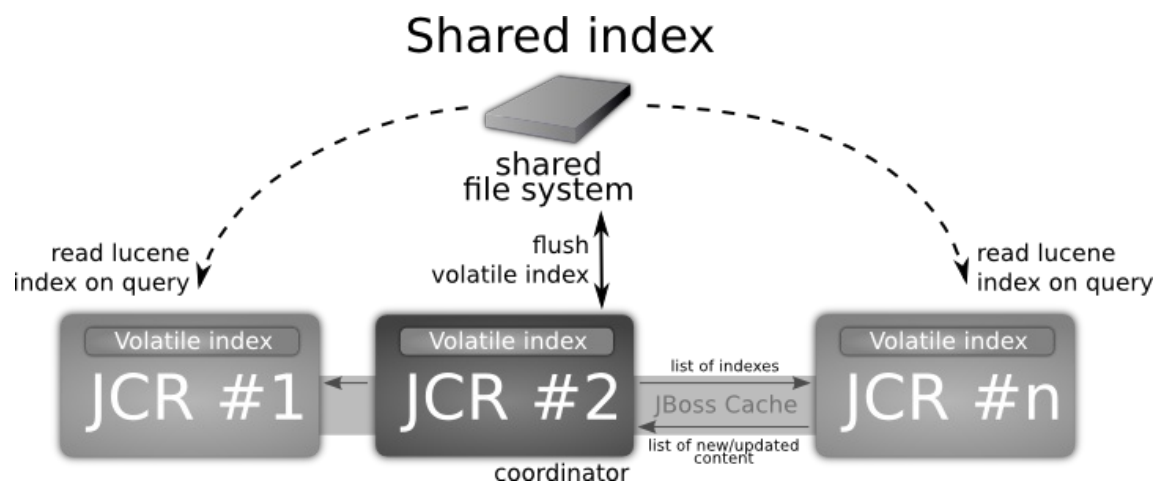 Shared index
shared
file system
read lucene
index on query
flush
volatile index
read lucene
index on query
Volatile index
JCR #1
Volatile index
JCR #2
list of indexes
JBoss Cache
list of new/updated
content
Volatile index
JCR #n
coordinator